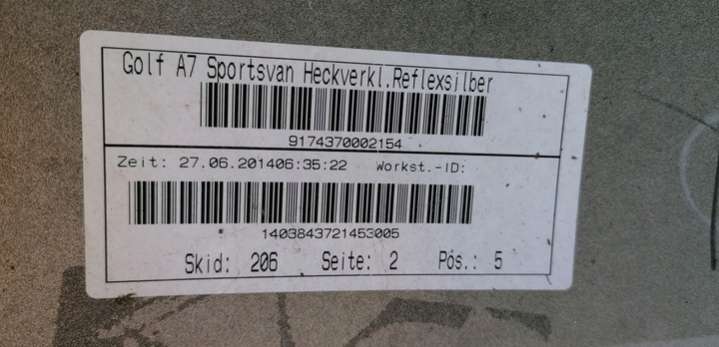 Golf A7 Sportsvan Heckverkl.Reflexsilber
9174370002154
Zeit: 27.06.201406:35:22 Workst.-ID:
1403843721453005
Skid: 206 Seite: 2 Pos.: 5